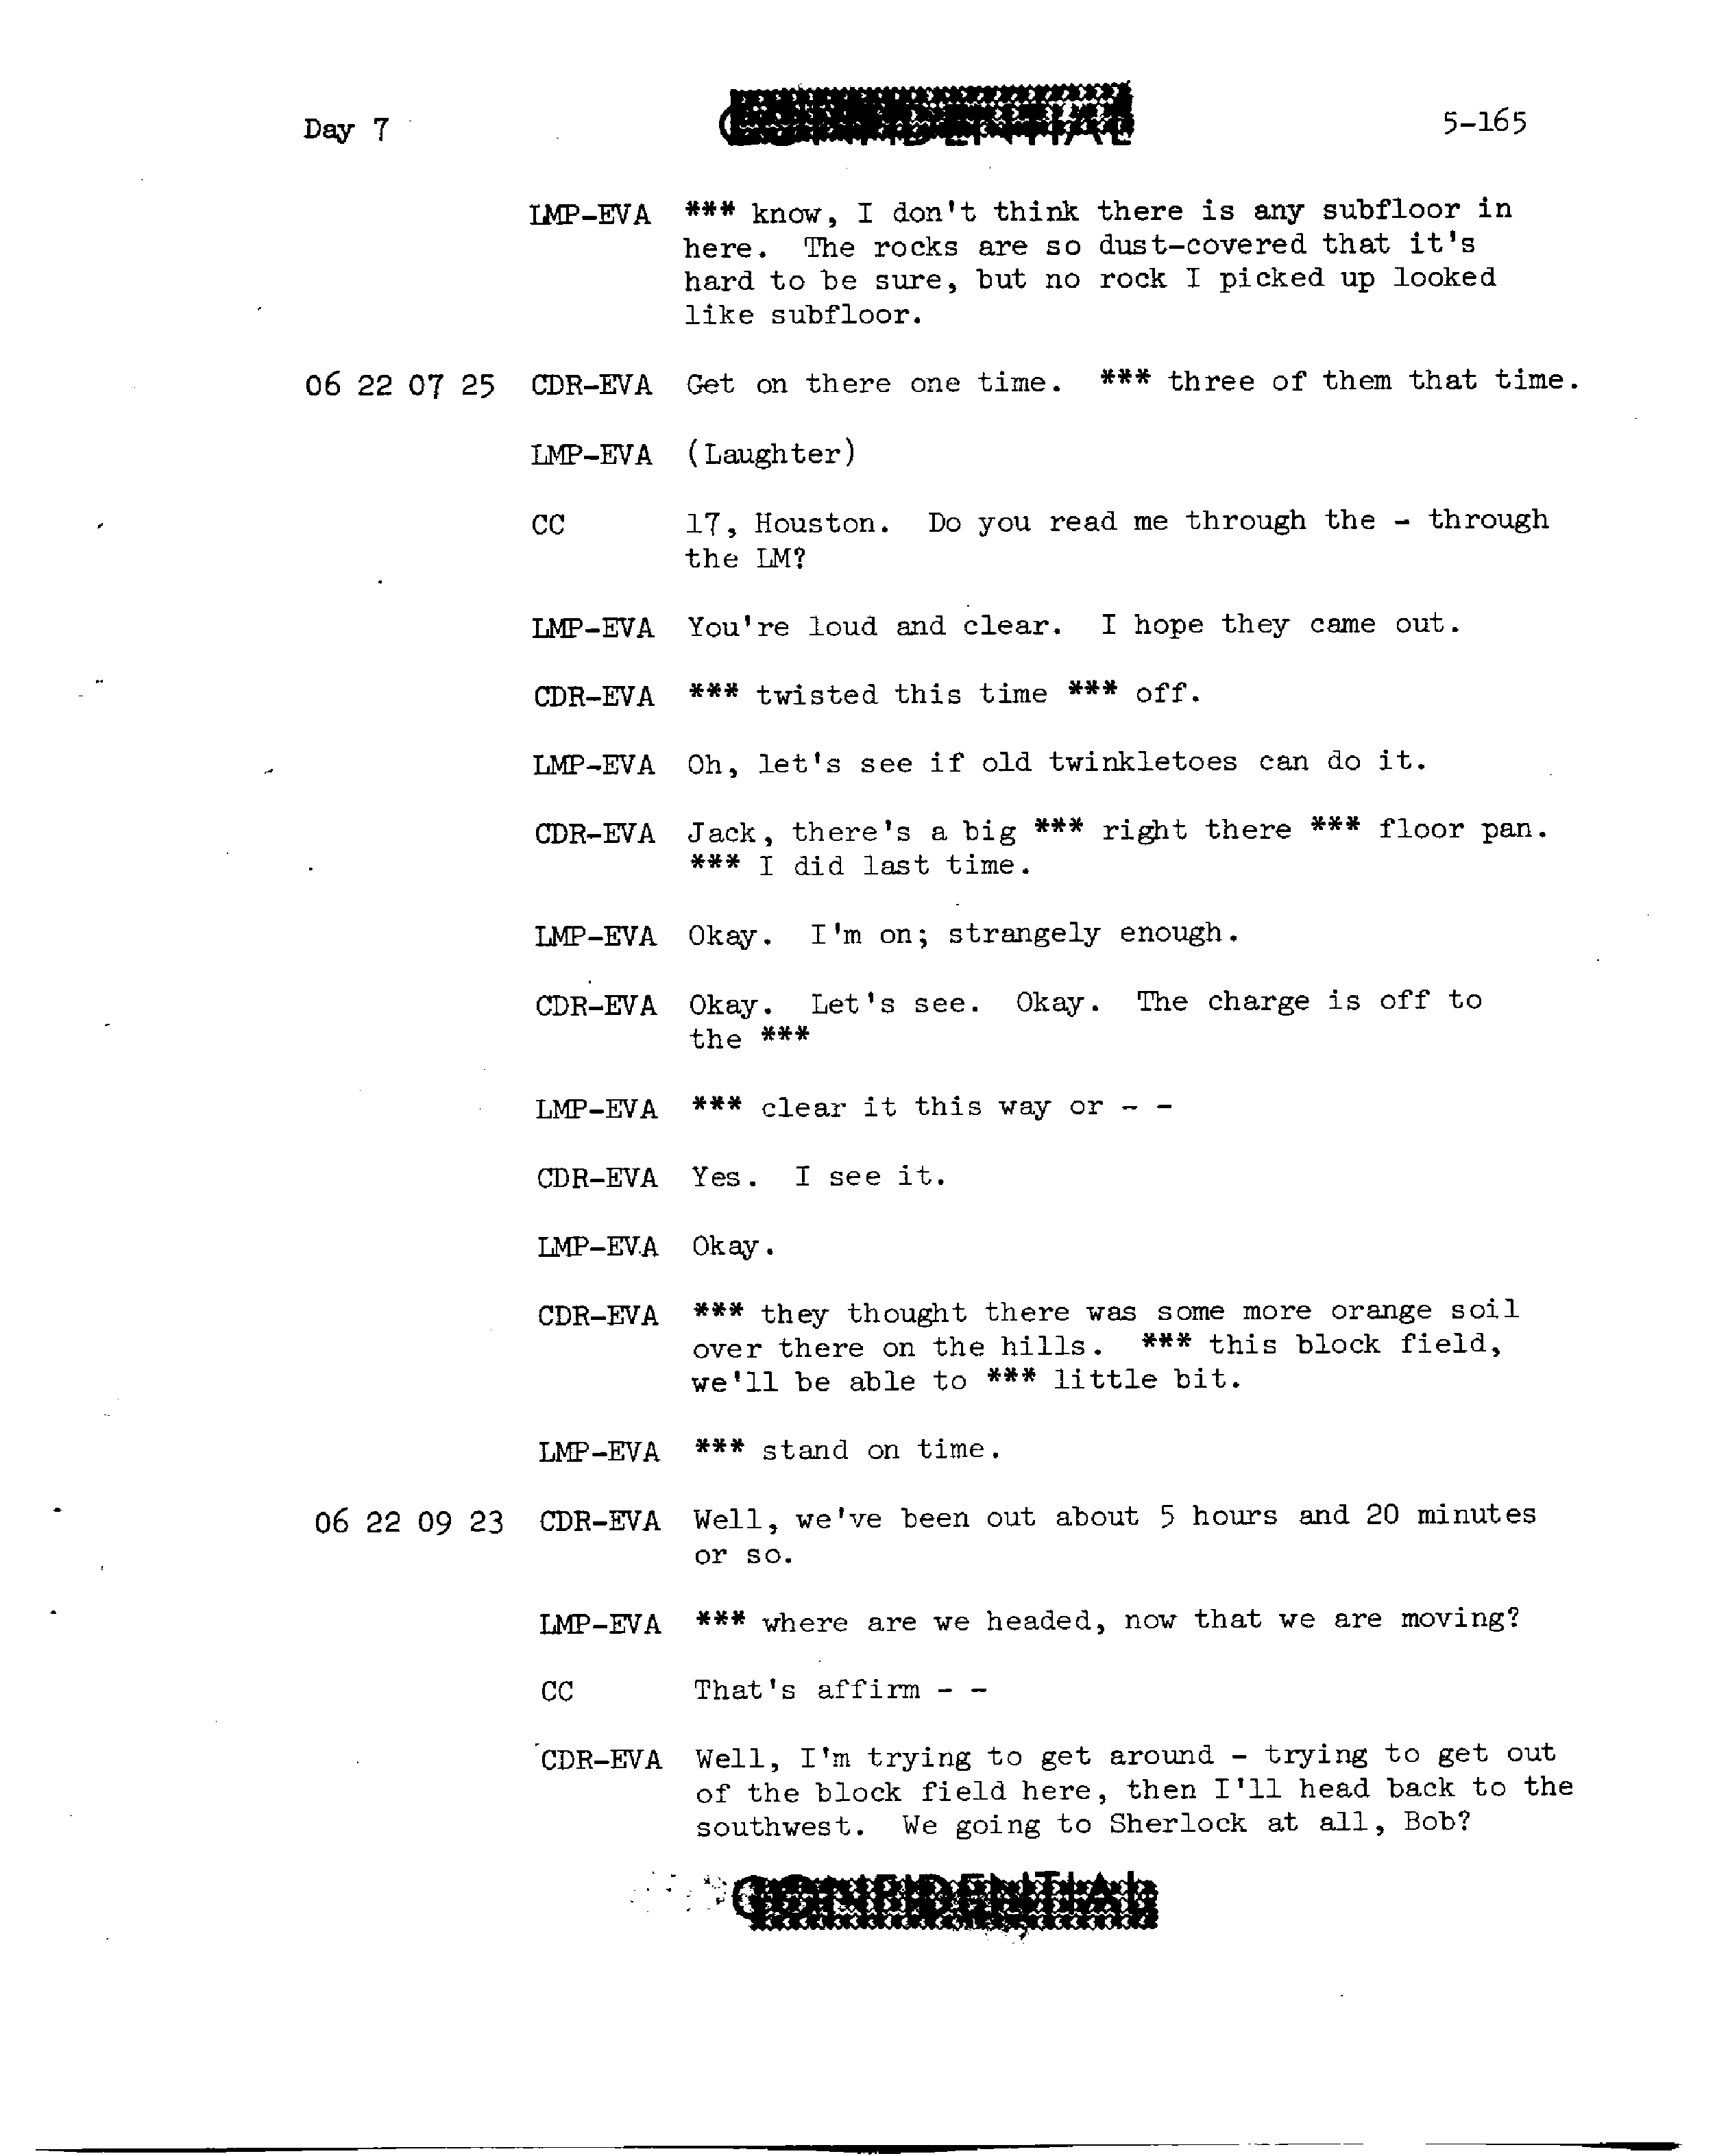 Day 7 CONFIDENTIAL 5-165
LMP-EVA *** know, I don't think there is any subfloor in
here. The rocks are so dust-covered that it's
hard to be sure, but no rock I picked up looked
like subfloor.
06 22 07 25 CDR-EVA Get on there one time. *** three of them that time.
LMP-EVA (Laughter)
CC 17, Houston. Do you read me through the - through
the LM?
LMP-EVA You're loud and clear. I hope they came out.
CDR-EVA *** twisted this time *** off.
LMP-EVA Oh, let's see if old twinkletoes can do it.
CDR-EVA Jack, there's a big *** right there *** floor pan.
*** I did last time.
LMP-EVA Okay. I'm on; strangely enough.
CDR-EVA Okay. Let's see. Okay. The charge is off to
the ***
LMP-EVA *** clear it this way or - -
CDR-EVA Yes. I see it.
LMP-EVA Okay.
CDR-EVA *** they thought there was some more orange soil
over there on the hills. *** this block field,
we'll be able to *** little bit.
LMP-EVA *** stand on time.
06 22 09 23 CDR-EVA Well, we've been out about 5 hours and 20 minutes
or so.
LMP-EVA *** where are we headed, now that we are moving?
CC That's affirm - -
CDR-EVA Well, I'm trying to get around - trying to get out
of the block field here, then I'll head back to the
southwest. We going to Sherlock at all, Bob?
CONFIDENTIAL